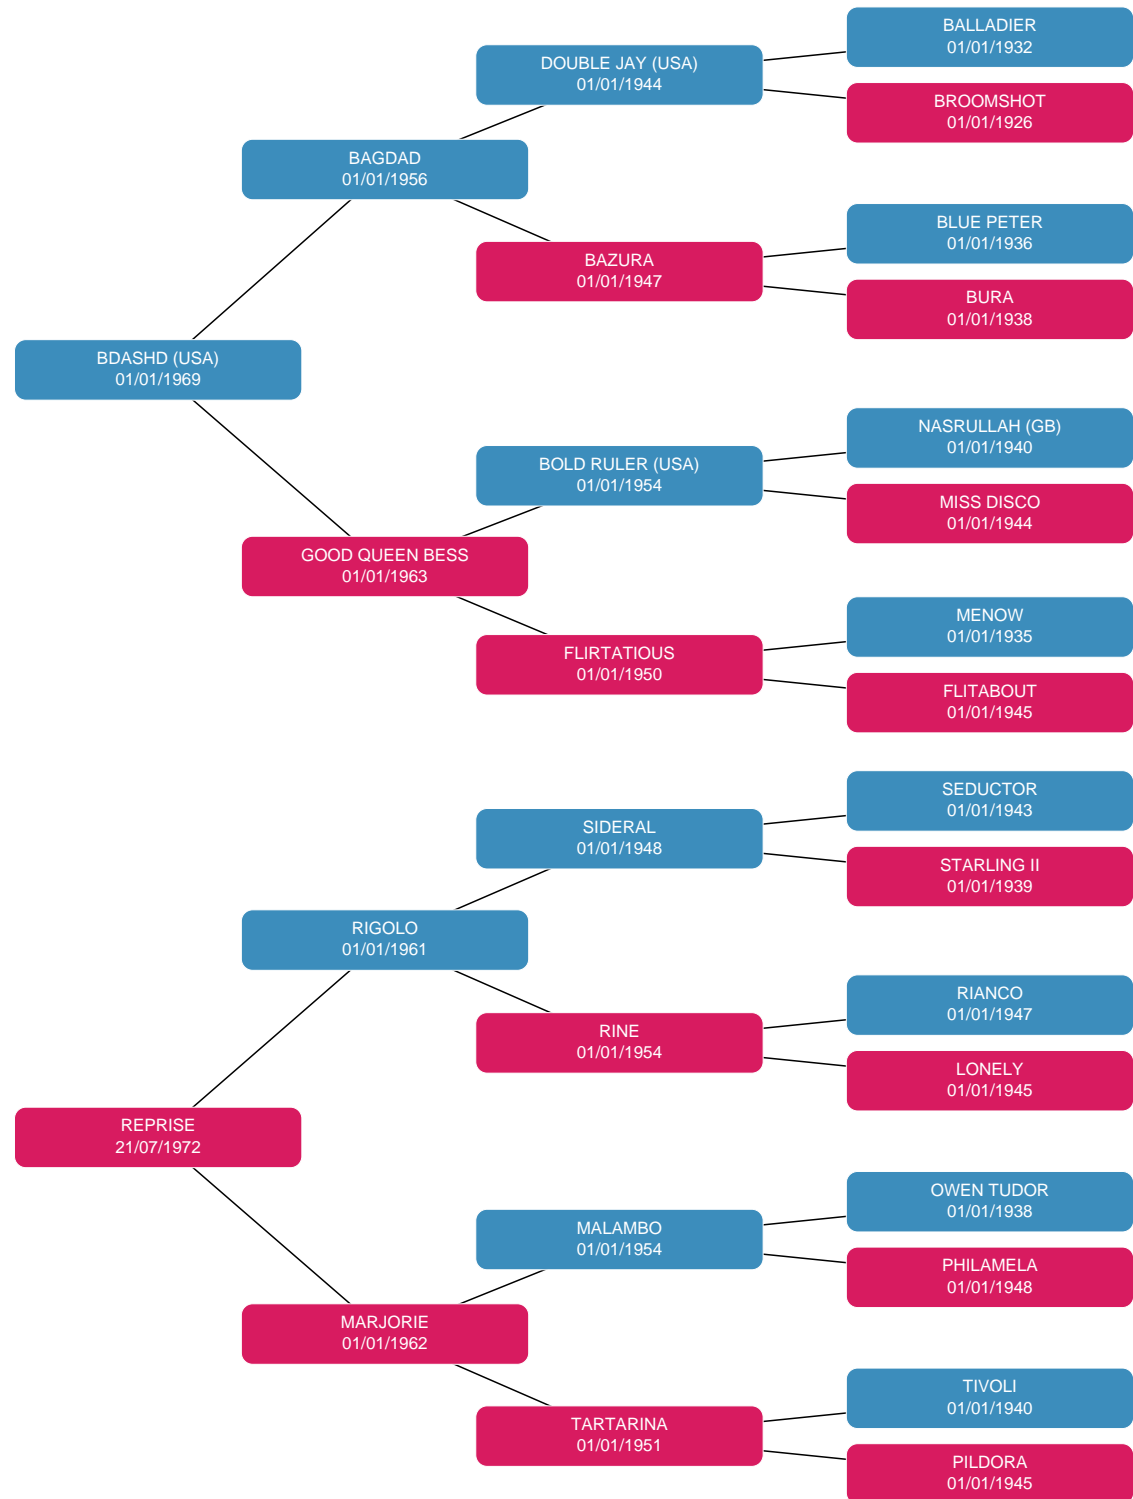 BALLADIER
01/01/1932
DOUBLE JAY (USA)
01/01/1944
BROOMSHOT
01/01/1926
BAGDAD
01/01/1956
BLUE PETER
01/01/1936
BAZURA
01/01/1947
BURA
01/01/1938
BDASHD (USA)
01/01/1969
NASRULLAH (GB)
01/01/1940
BOLD RULER (USA)
01/01/1954
MISS DISCO
01/01/1944
GOOD QUEEN BESS
01/01/1963
MENOW
01/01/1935
FLIRTATIOUS
01/01/1950
FLITABOUT
01/01/1945
SEDUCTOR
01/01/1943
SIDERAL
01/01/1948
STARLING II
01/01/1939
RIGOLO
01/01/1961
RIANCO
01/01/1947
RINE
01/01/1954
LONELY
01/01/1945
REPRISE
21/07/1972
OWEN TUDOR
01/01/1938
MALAMBO
01/01/1954
PHILAMELA
01/01/1948
MARJORIE
01/01/1962
TIVOLI
01/01/1940
TARTARINA
01/01/1951
PILDORA
01/01/1945